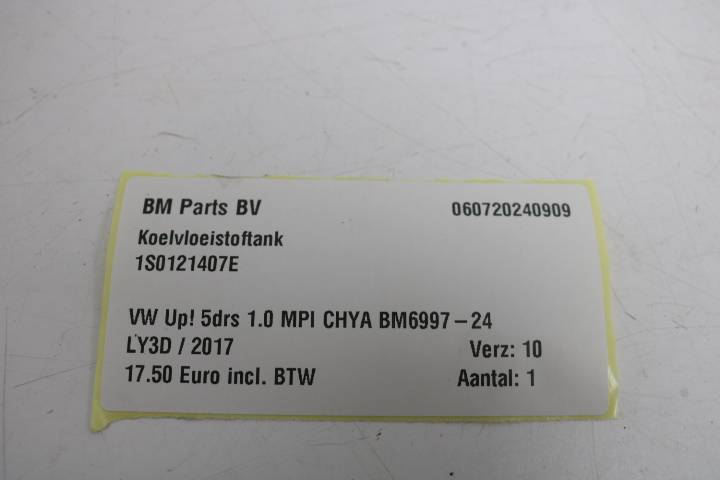 BM Parts BV 060720240909
Koelvloeistoftank
1S0121407E
VW Up! 5drs 1.0 MPI CHYA BM6997-24
LY3D / 2017 Verz: 10
17.50 Euro incl. BTW Aantal: 1